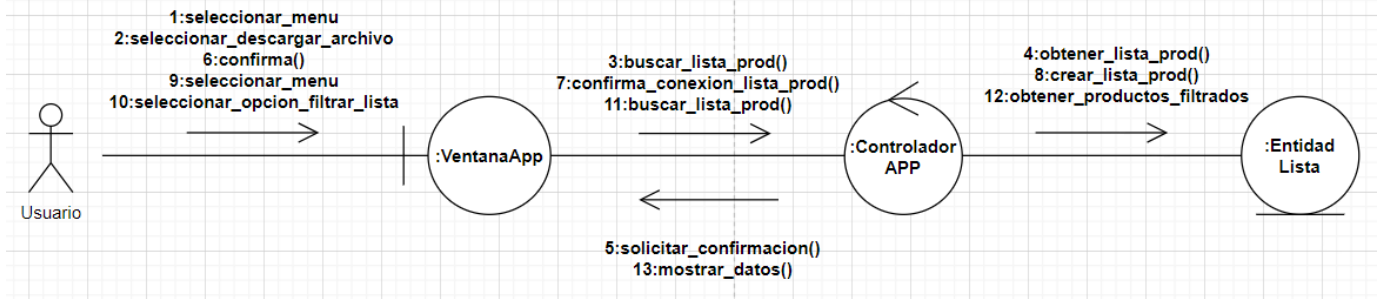 1:seleccionar_menu
2:seleccionar_descargar_archivo
6:confirma()
9:seleccionar_menu
10:seleccionar_opcion_filtrar_lista
3:buscar_lista_prod()
7:confirma_conexion_lista_prod()
11:buscar_lista_prod()
4:obtener_lista_prod()
8:crear_lista_prod()
12:obtener_productos_filtrados
Usuario
:VentanaApp
:Controlador
APP
:Entidad
Lista
5:solicitar_confirmacion()
13:mostrar_datos()